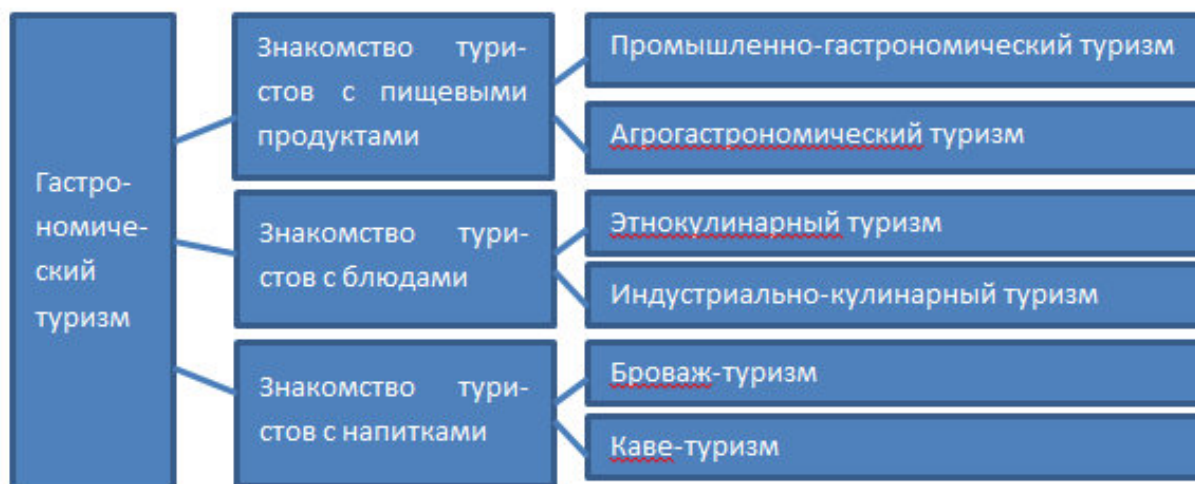 Гастро-
номиче-
ский
туризм
Знакомство тури-
стов с пищевыми
продуктами
Промышленно-гастрономический туризм
Агрогастрономический туризм
Знакомство тури-
стов с блюдами
Этнокулинарный туризм
Индустриально-кулинарный туризм
Знакомство тури-
стов с напитками
Броваж-туризм
Каве-туризм